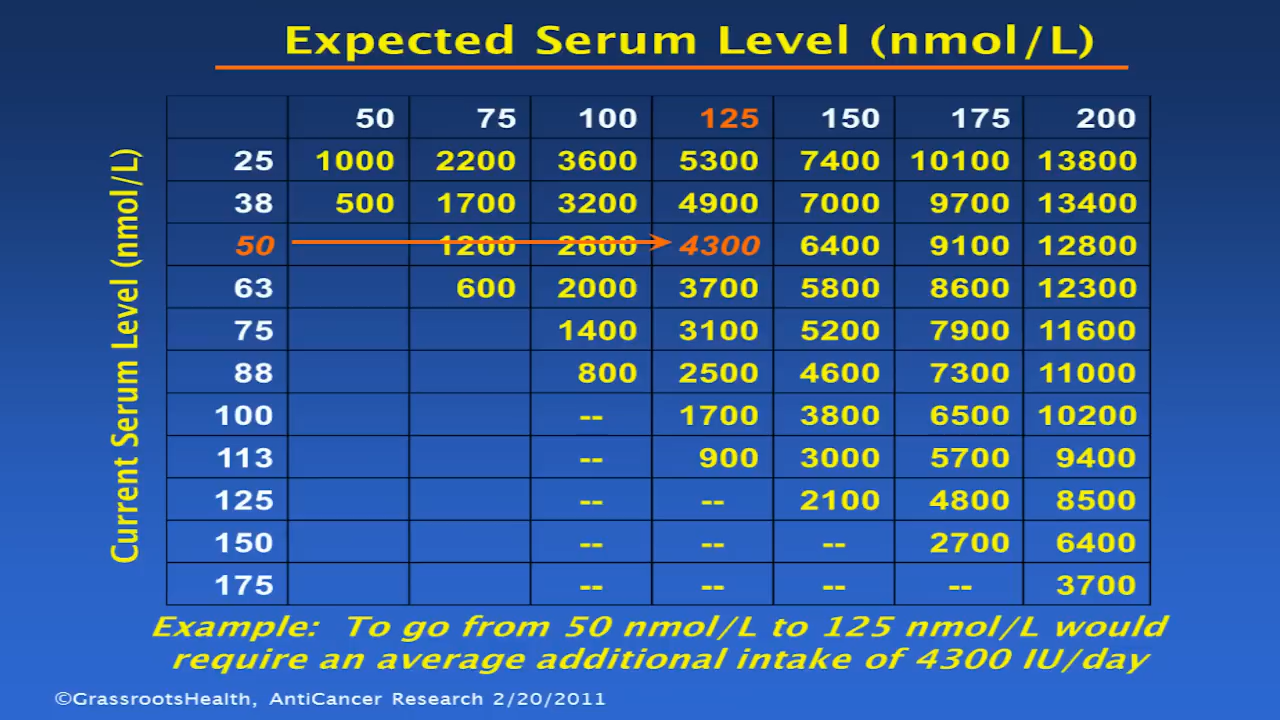 Expected Serum Level (nmol/L)
Current Serum Level (nmol/L)
50 75 100 125 150 175 200
25 1000 2200 3600 5300 7400 10100 13800
38 500 1700 3200 4900 7000 9700 13400
50 1200 2600 4300 6400 9100 12800
63 600 2000 3700 5800 8600 12300
75 1400 3100 5200 7900 11600
88 800 2500 4600 7300 11000
100 -- 1700 3800 6500 10200
113 -- 900 3000 5700 9400
125 -- -- 2100 4800 8500
150 -- -- -- 2700 6400
175 -- -- -- -- 3700
Example: To go from 50 nmol/L to 125 nmol/L would
require an average additional intake of 4300 IU/day
©GrassrootsHealth, AntiCancer Research 2/20/2011